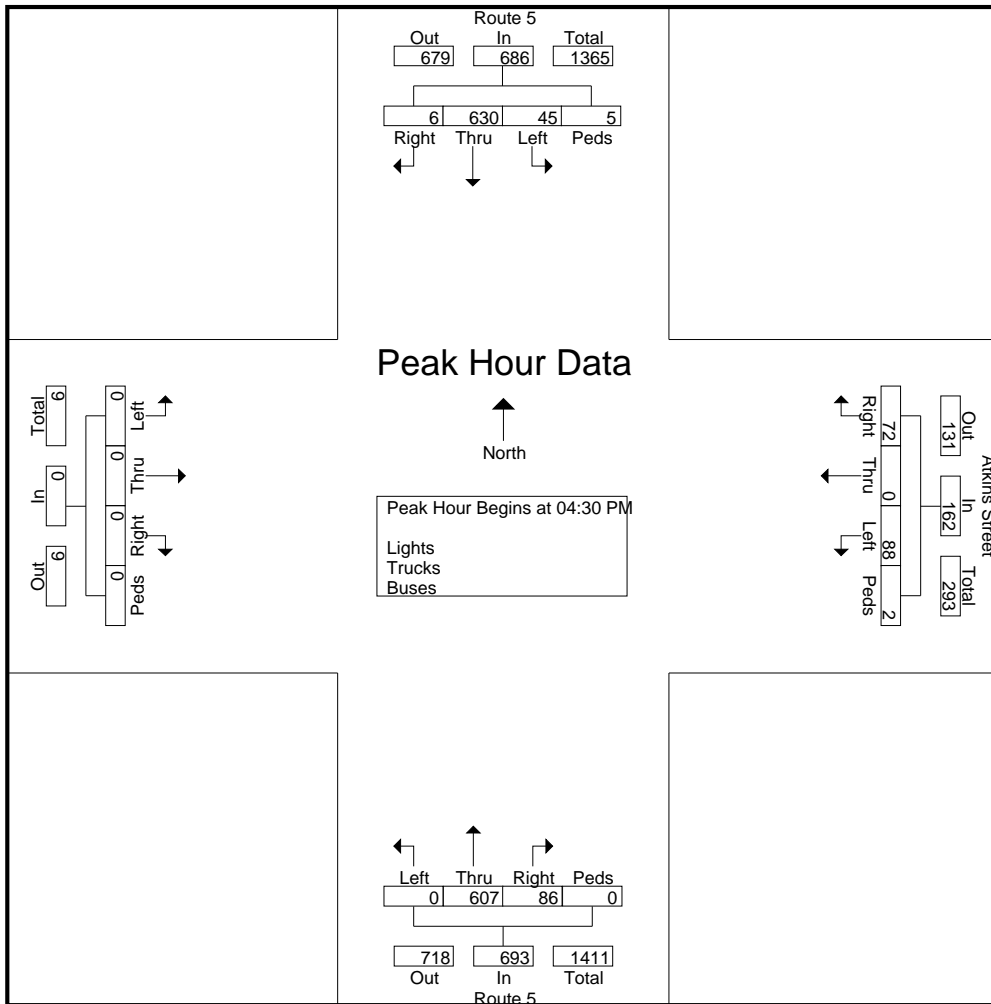 Route 5
Out In Total
679 686 1365
6 630 45 5
Right Thru Left Peds
Peak Hour Data
North
Peak Hour Begins at 04:30 PM
Lights
Trucks
Buses
Total In Out
6 0 6
0 0 0 0
Left Thru Right Peds
Atkins Street
Out In Total
131 162 293
72 0 88 2
Right Thru Left Peds
Left Thru Right Peds
0 607 86 0
718 693 1411
Out In Total
Route 5